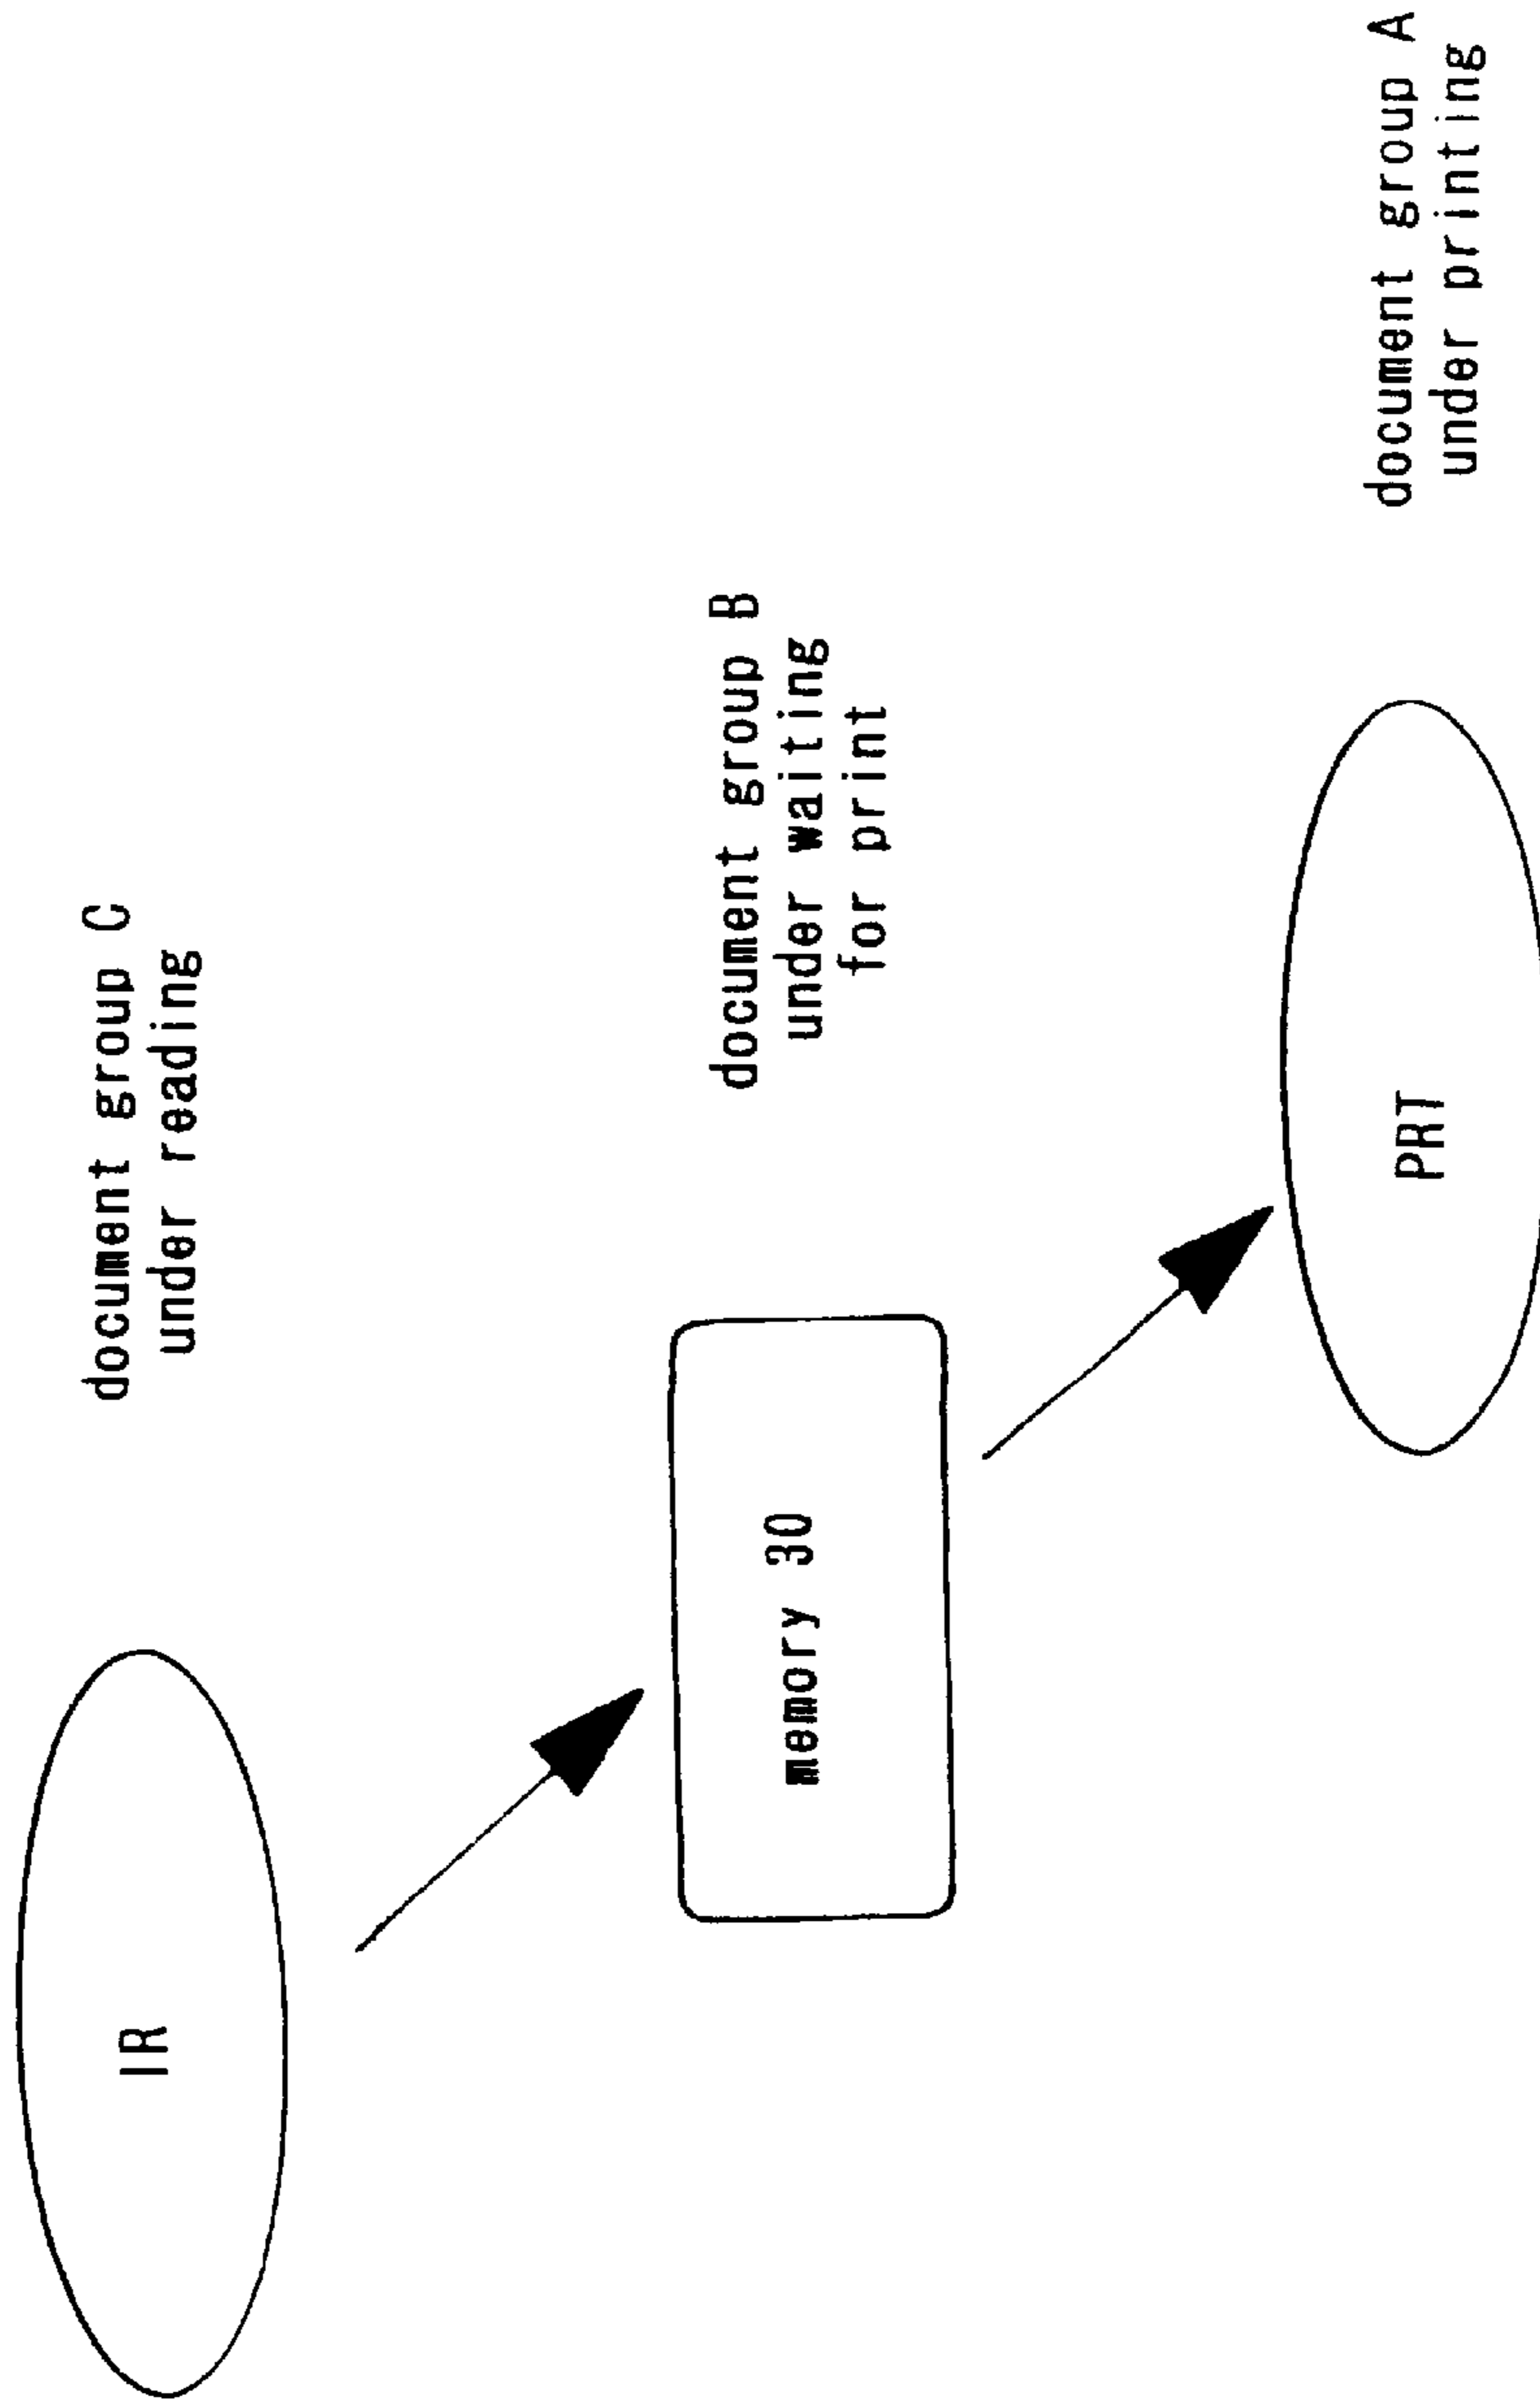 document group C
under reading
IR
document group B
under waiting
for print
memory 30
document group A
under printing
PRT